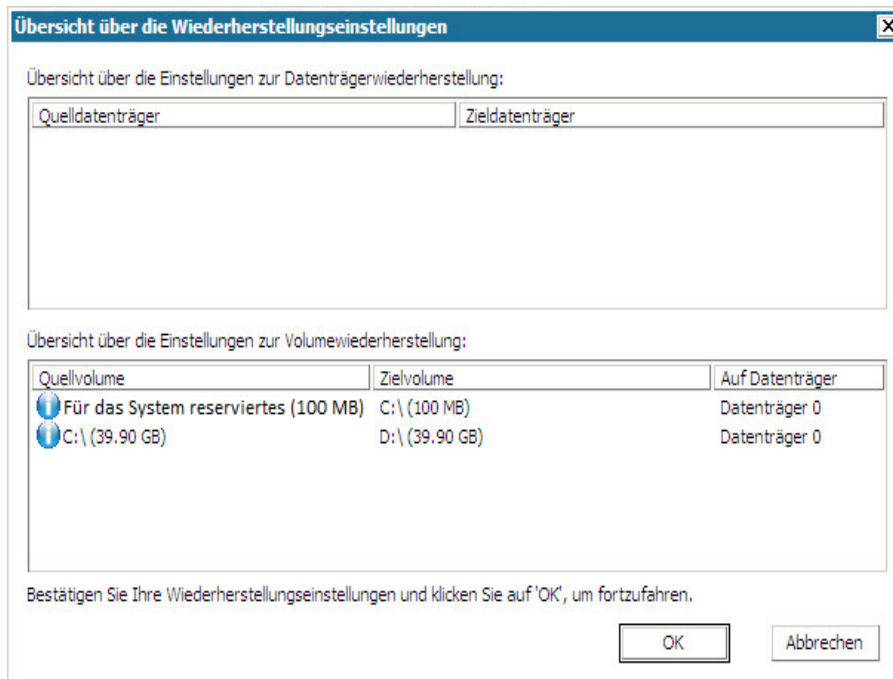 Übersicht über die Wiederherstellungseinstellungen
Übersicht über die Einstellungen zur Datenträgerwiederherstellung:
Quelldatenträger Zieldatenträger
Übersicht über die Einstellungen zur Volumewiederherstellung:
Quellvolume Zielvolume Auf Datenträger
Für das System reserviertes (100 MB) C:\ (100 MB) Datenträger 0
C:\ (39.90 GB) D:\ (39.90 GB) Datenträger 0
Bestätigen Sie Ihre Wiederherstellungseinstellungen und klicken Sie auf 'OK', um fortzufahren.
OK Abbrechen